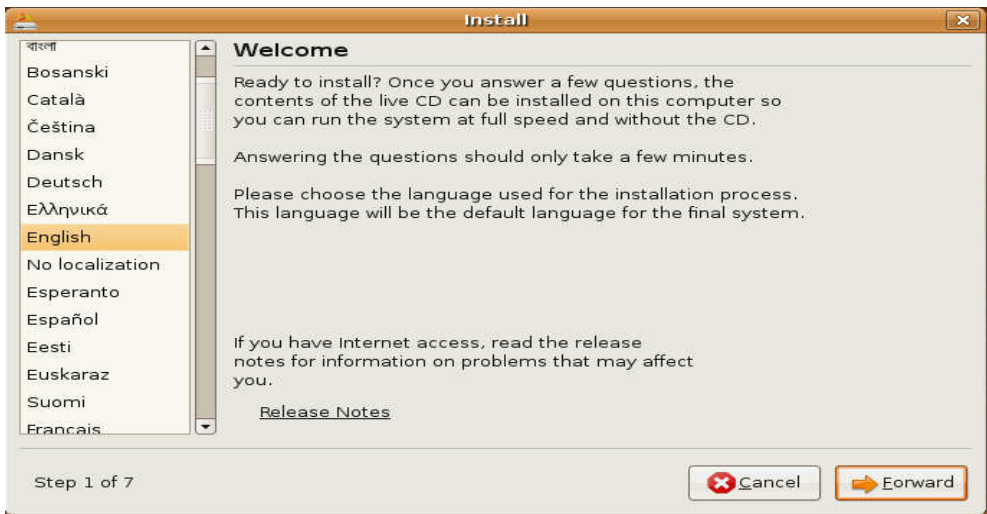 Install
বাংলা
Bosanski
Català
Čeština
Dansk
Deutsch
Ελληνικά
English
No localization
Esperanto
Español
Eesti
Euskaraz
Suomi
Français
Welcome
Ready to install? Once you answer a few questions, the
contents of the live CD can be installed on this computer so
you can run the system at full speed and without the CD.
Answering the questions should only take a few minutes.
Please choose the language used for the installation process.
This language will be the default language for the final system.
If you have Internet access, read the release
notes for information on problems that may affect
you.
Release Notes
Step 1 of 7
Cancel
Forward